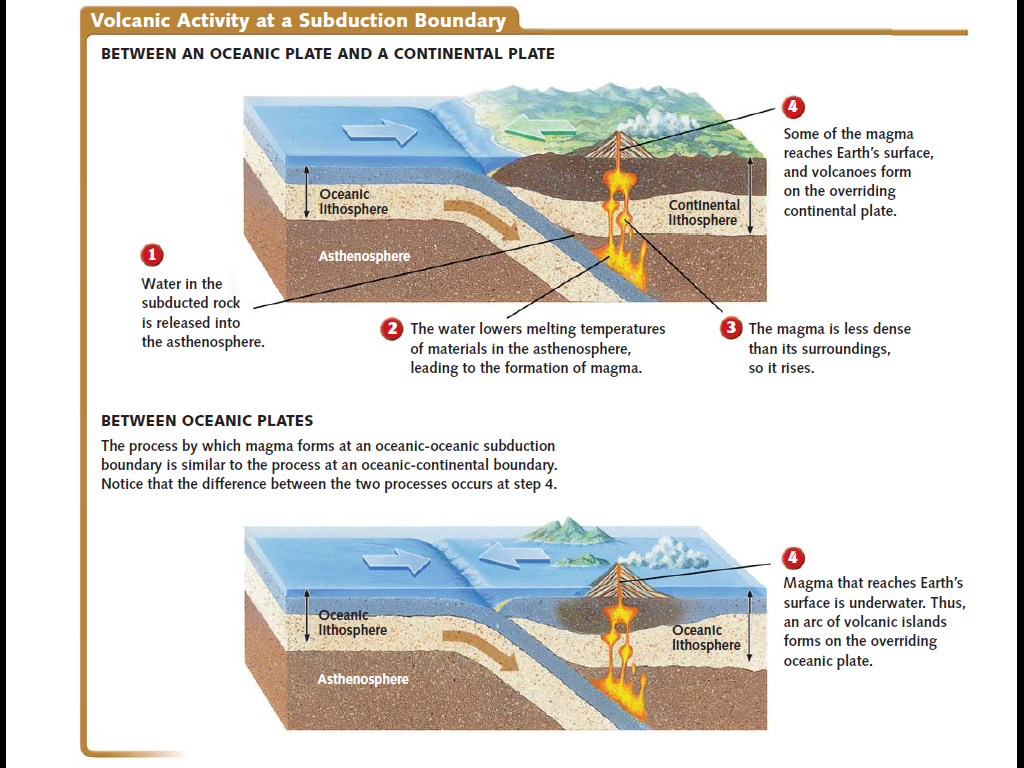 Volcanic Activity at a Subduction Boundary
BETWEEN AN OCEANIC PLATE AND A CONTINENTAL PLATE
4
Some of the magma
reaches Earth's surface,
and volcanoes form
on the overriding
continental plate.
Oceanic
lithosphere
Continental
lithosphere
Asthenosphere
1
Water in the
subducted rock
is released into
the asthenosphere.
2 The water lowers melting temperatures
of materials in the asthenosphere,
leading to the formation of magma.
3 The magma is less dense
than its surroundings,
so it rises.
BETWEEN OCEANIC PLATES
The process by which magma forms at an oceanic-oceanic subduction
boundary is similar to the process at an oceanic-continental boundary.
Notice that the difference between the two processes occurs at step 4.
4
Magma that reaches Earth's
surface is underwater. Thus,
an arc of volcanic islands
forms on the overriding
oceanic plate.
Oceanic
lithosphere
Oceanic
lithosphere
Asthenosphere